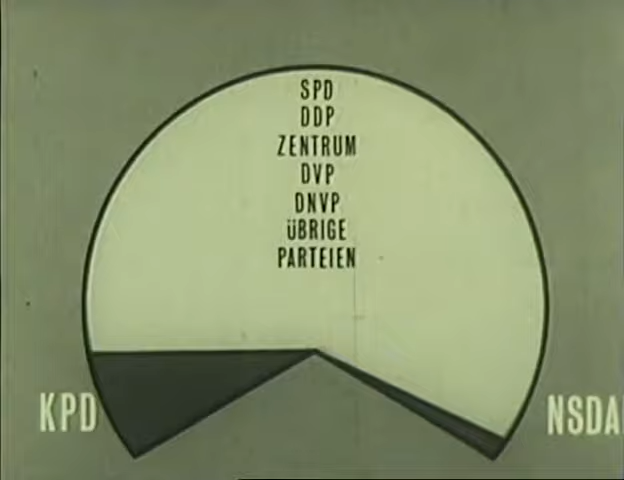 SPD
DDP
ZENTRUM
DVP
DNVP
ÜBRIGE
PARTEIEN
KPD
NSDA